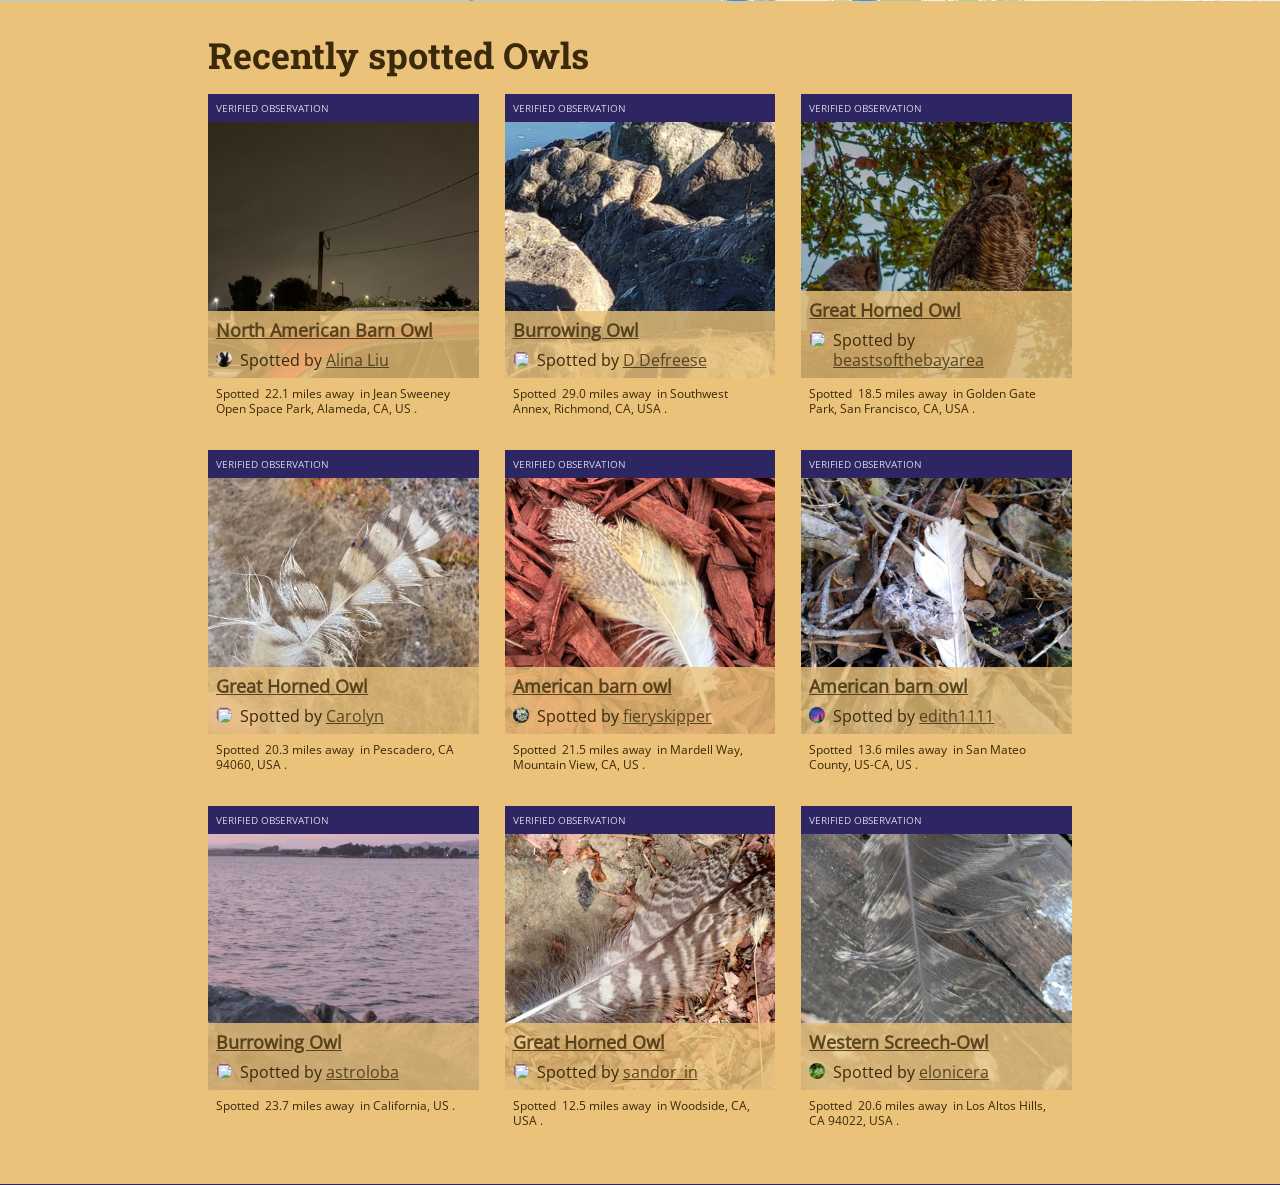 Recently spotted Owls
VERIFIED OBSERVATION
North American Barn Owl
Spotted by Alina Liu
Spotted 22.1 miles away in Jean Sweeney
Open Space Park, Alameda, CA, US .
VERIFIED OBSERVATION
Burrowing Owl
Spotted by D Defreese
Spotted 29.0 miles away in Southwest
Annex, Richmond, CA, USA .
VERIFIED OBSERVATION
Great Horned Owl
Spotted by
beastsofthebayarea
Spotted 18.5 miles away in Golden Gate
Park, San Francisco, CA, USA .
VERIFIED OBSERVATION
Great Horned Owl
Spotted by Carolyn
Spotted 20.3 miles away in Pescadero, CA
94060, USA .
VERIFIED OBSERVATION
American barn owl
Spotted by fieryskipper
Spotted 21.5 miles away in Mardell Way,
Mountain View, CA, US .
VERIFIED OBSERVATION
American barn owl
Spotted by edith1111
Spotted 13.6 miles away in San Mateo
County, US-CA, US .
VERIFIED OBSERVATION
Burrowing Owl
Spotted by astroloba
Spotted 23.7 miles away in California, US .
VERIFIED OBSERVATION
Great Horned Owl
Spotted by sandor_in
Spotted 12.5 miles away in Woodside, CA,
USA .
VERIFIED OBSERVATION
Western Screech-Owl
Spotted by elonicera
Spotted 20.6 miles away in Los Altos Hills,
CA 94022, USA .